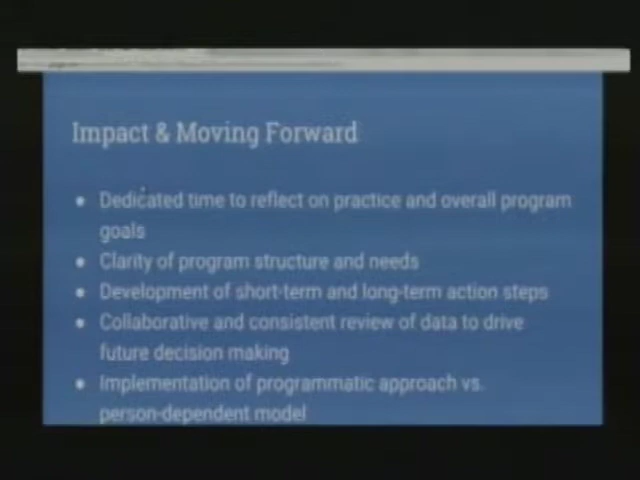 Impact & Moving Forward
● Dedicated time to reflect on practice and overall program
goals
● Clarity of program structure and needs
● Development of short-term and long-term action steps
● Collaborative and consistent review of data to drive
future decision making
● Implementation of programmatic approach vs.
person-dependent model